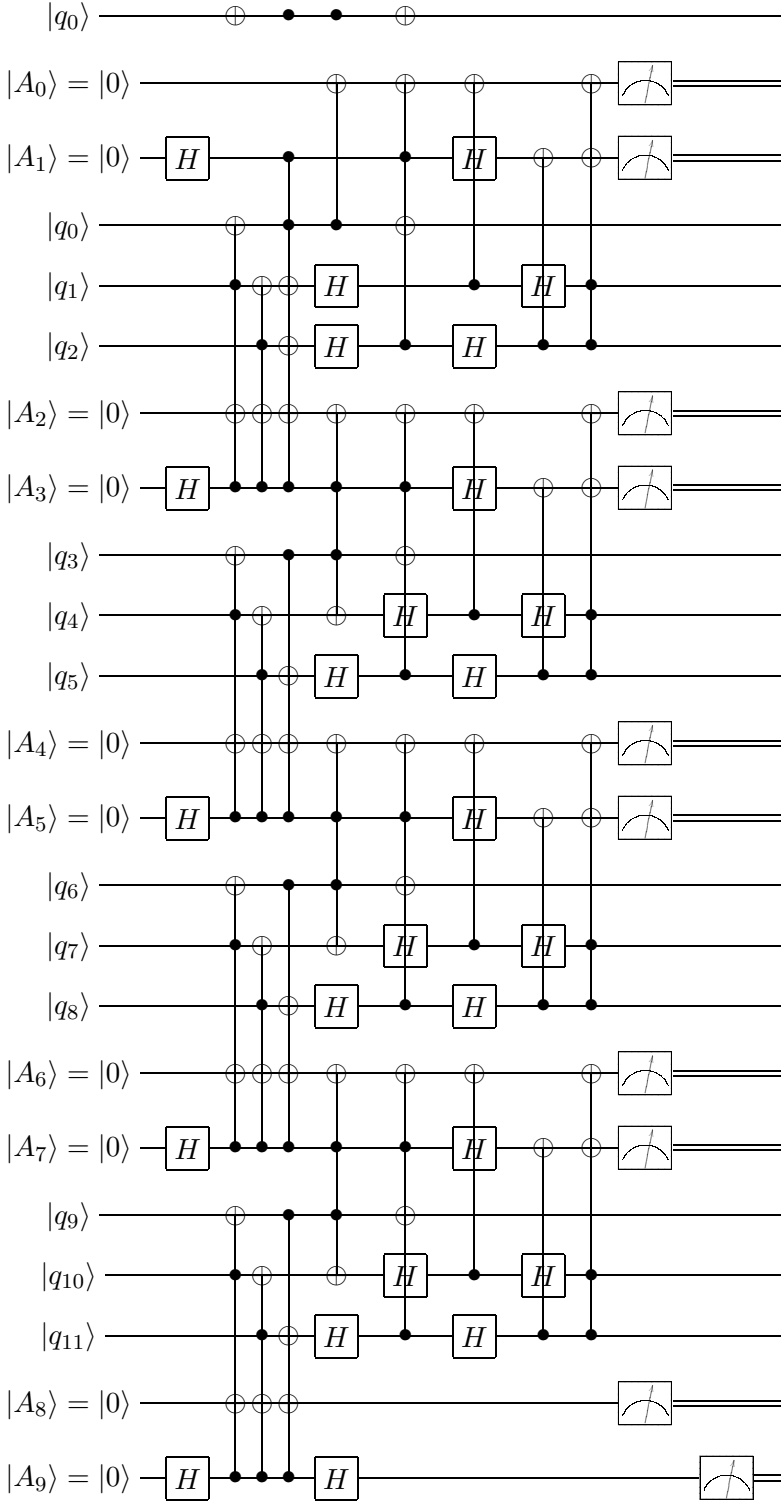 |q₀⟩
|A₀⟩ = |0⟩
|A₁⟩ = |0⟩ H H
|q₀⟩
|q₁⟩ H H
|q₂⟩ H H
|A₂⟩ = |0⟩
|A₃⟩ = |0⟩ H H
|q₃⟩
|q₄⟩ H H
|q₅⟩ H H
|A₄⟩ = |0⟩
|A₅⟩ = |0⟩ H H
|q₆⟩
|q₇⟩ H H
|q₈⟩ H H
|A₆⟩ = |0⟩
|A₇⟩ = |0⟩ H H
|q₉⟩
|q₁₀⟩ H H
|q₁₁⟩ H H
|A₈⟩ = |0⟩
|A₉⟩ = |0⟩ H H